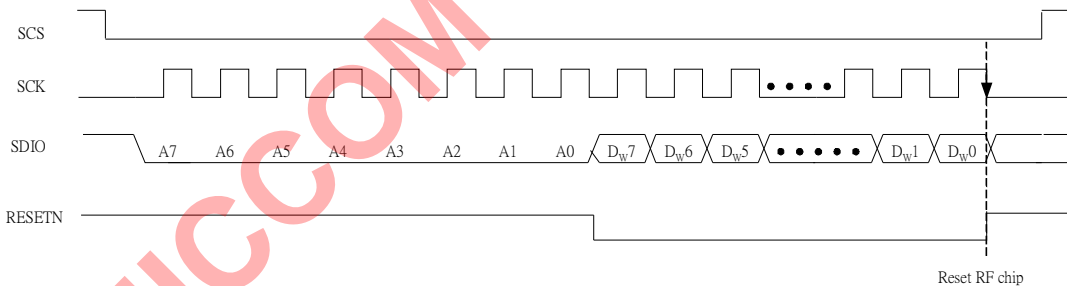 SCS
SCK
SDIO A7 A6 A5 A4 A3 A2 A1 A0 Dw7 Dw6 Dw5 Dw1 Dw0
RESETN
Reset RF chip